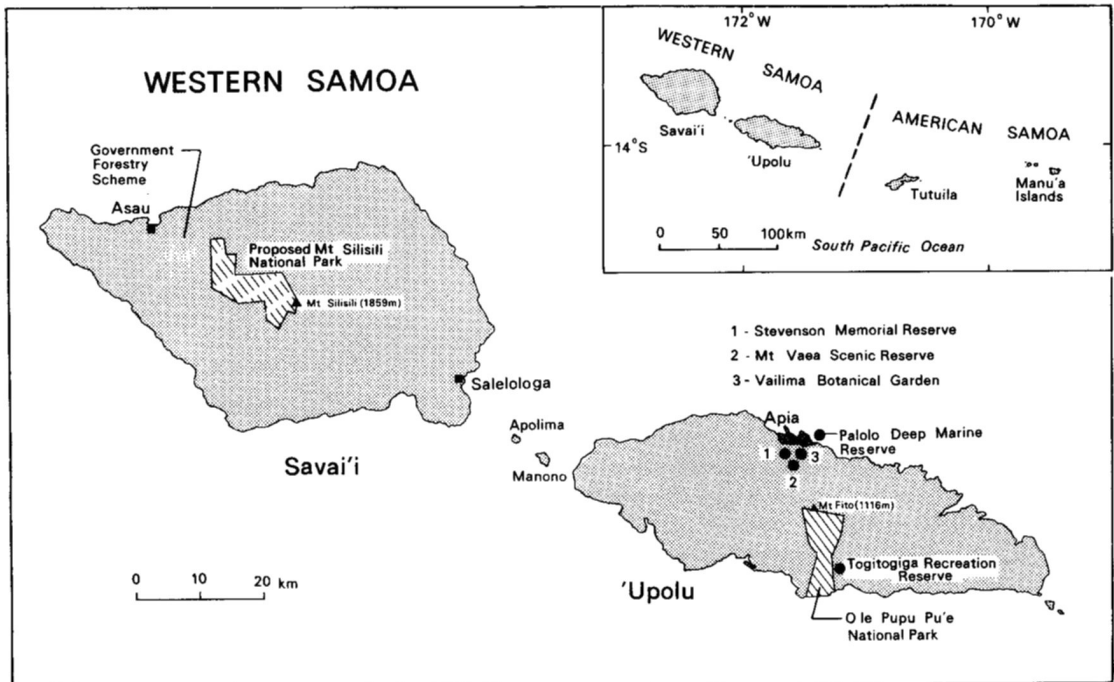 WESTERN SAMOA
Government
Forestry
Scheme
Asau
Proposed Mt Silisili
National Park
Mt Silisili (1859m)
Salelologa
Savai'i
Apolima
Manono
0 10 20 km
172°W 170°W
WESTERN SAMOA
AMERICAN SAMOA
Savai'i
'Upolu
14°S
Tutuila
Manu'a
Islands
0 50 100km
South Pacific Ocean
1 - Stevenson Memorial Reserve
2 - Mt Vaea Scenic Reserve
3 - Vailima Botanical Garden
Apia
Palolo Deep Marine
Reserve
1 3
2
Mt Fito (1116m)
Togitogiga Recreation
Reserve
'Upolu
O le Pupu Pu'e
National Park